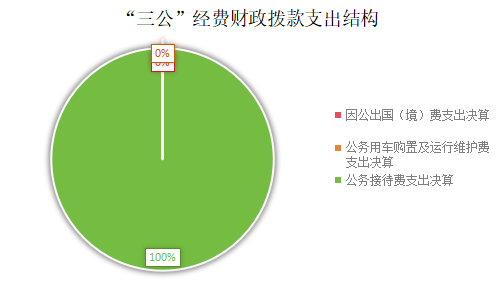 “三公”经费财政拨款支出结构
0%
0%
因公出国（境）费支出决算
公务用车购置及运行维护费
支出决算
公务接待费支出决算
100%